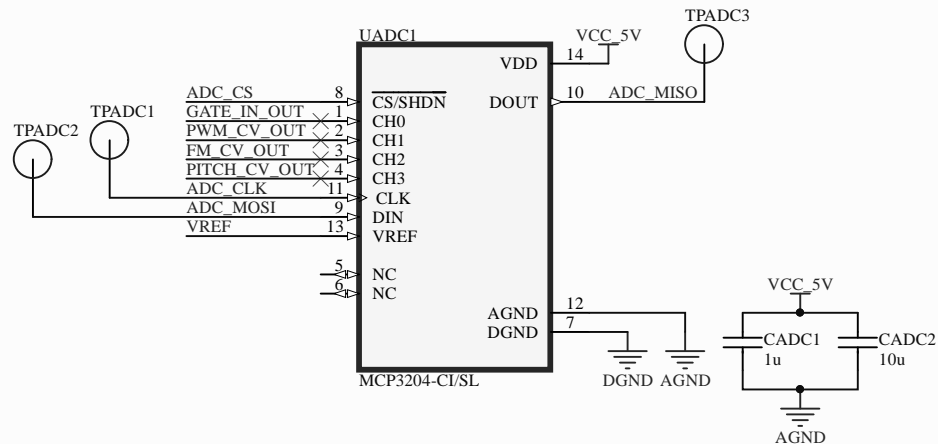 TPADC3
UADC1
VCC_5V
14
VDD
ADC_CS
8
CS/SHDN
DOUT
10
ADC_MISO
TPADC2
TPADC1
GATE_IN_OUT
1
CH0
PWM_CV_OUT
2
CH1
FM_CV_OUT
3
CH2
PITCH_CV_OUT
4
CH3
ADC_CLK
11
CLK
ADC_MOSI
9
DIN
VREF
13
VREF
5
NC
6
NC
AGND
12
DGND
7
DGND
AGND
MCP3204-CI/SL
VCC_5V
CADC1
1u
CADC2
10u
AGND